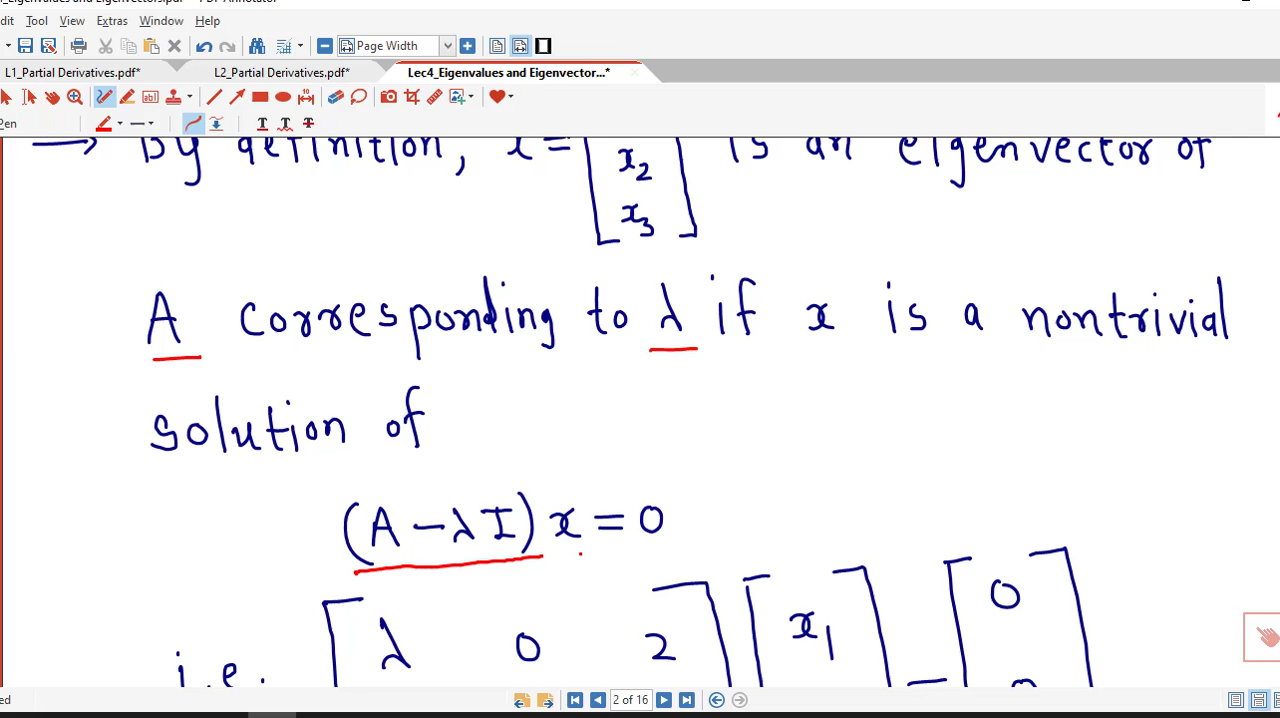 _Eigenvalues and Eigenvectors.pdf - PDF Annotator
dit Tool View Extras Window Help
Page Width
L1_Partial Derivatives.pdf* L2_Partial Derivatives.pdf* Lec4_Eigenvalues and Eigenvector...*
Pen
→ By definition, x = [ x2 x3 ] is an eigenvector of
A corresponding to λ if x is a nontrivial
solution of
(A - λI) x = 0
i.e. [ λ 0 2 ] [ x1 ] = [ 0
2 of 16